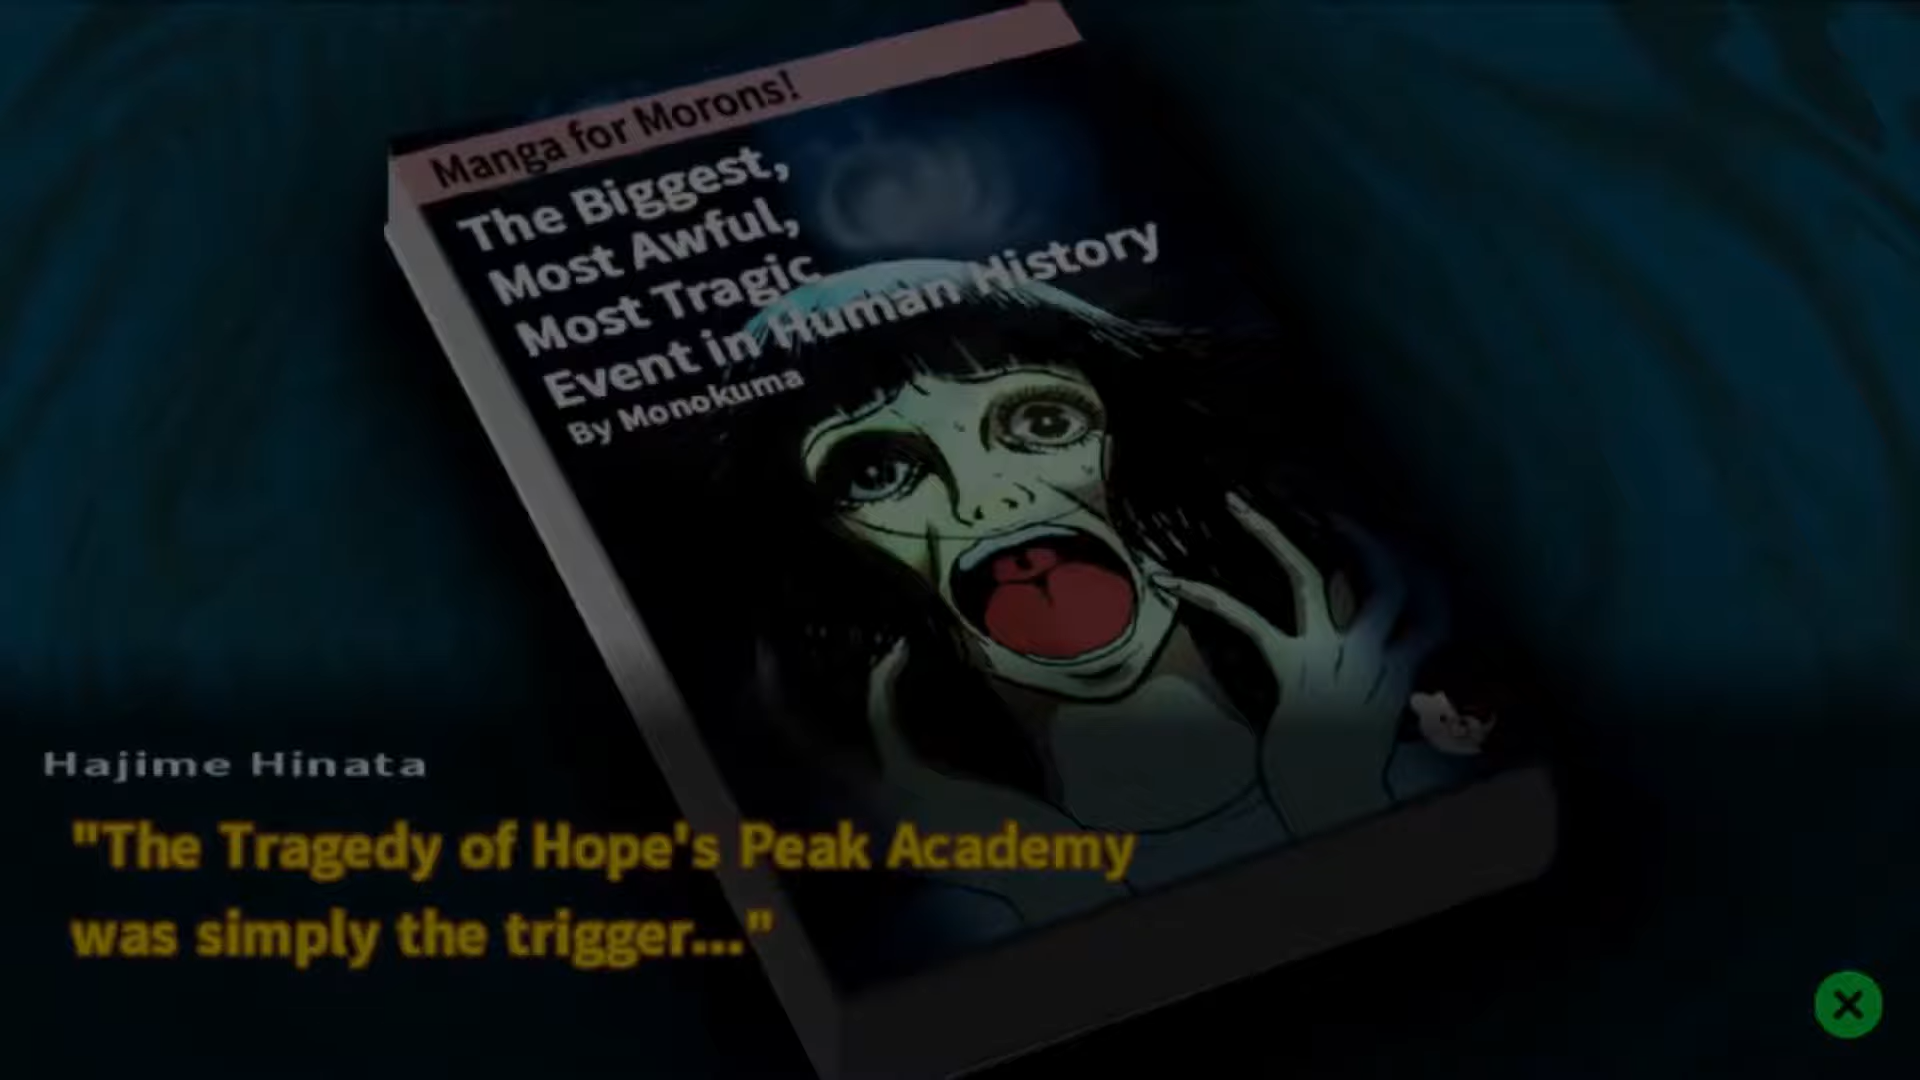 Manga for Morons!
The Biggest,
Most Awful,
Most Tragic
Event in Human History
By Monokuma
Hajime Hinata
"The Tragedy of Hope's Peak Academy
was simply the trigger..."